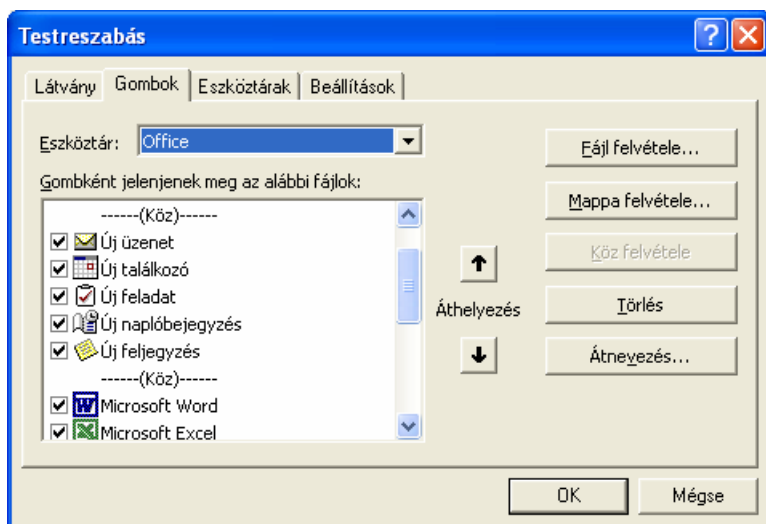 Testreszabás
Látvány Gombok Eszköztárak Beállítások
Eszköztár: Office
Gombként jelenjenek meg az alábbi fájlok:
------(Köz)------
Új üzenet
Új találkozó
Új feladat
Új naplóbejegyzés
Új feljegyzés
------(Köz)------
Microsoft Word
Microsoft Excel
Áthelyezés
Fájl felvétele...
Mappa felvétele...
Köz felvétele
Törlés
Átnevezés...
OK Mégse